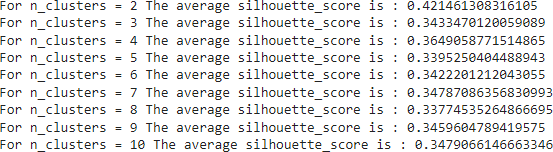 For n_clusters = 2 The average silhouette_score is : 0.421461308316105
For n_clusters = 3 The average silhouette_score is : 0.3433470120059089
For n_clusters = 4 The average silhouette_score is : 0.3649058771514865
For n_clusters = 5 The average silhouette_score is : 0.3395250404488943
For n_clusters = 6 The average silhouette_score is : 0.3422201212043055
For n_clusters = 7 The average silhouette_score is : 0.34787086356830993
For n_clusters = 8 The average silhouette_score is : 0.33774535264866695
For n_clusters = 9 The average silhouette_score is : 0.3459604789419575
For n_clusters = 10 The average silhouette_score is : 0.3479066146663346